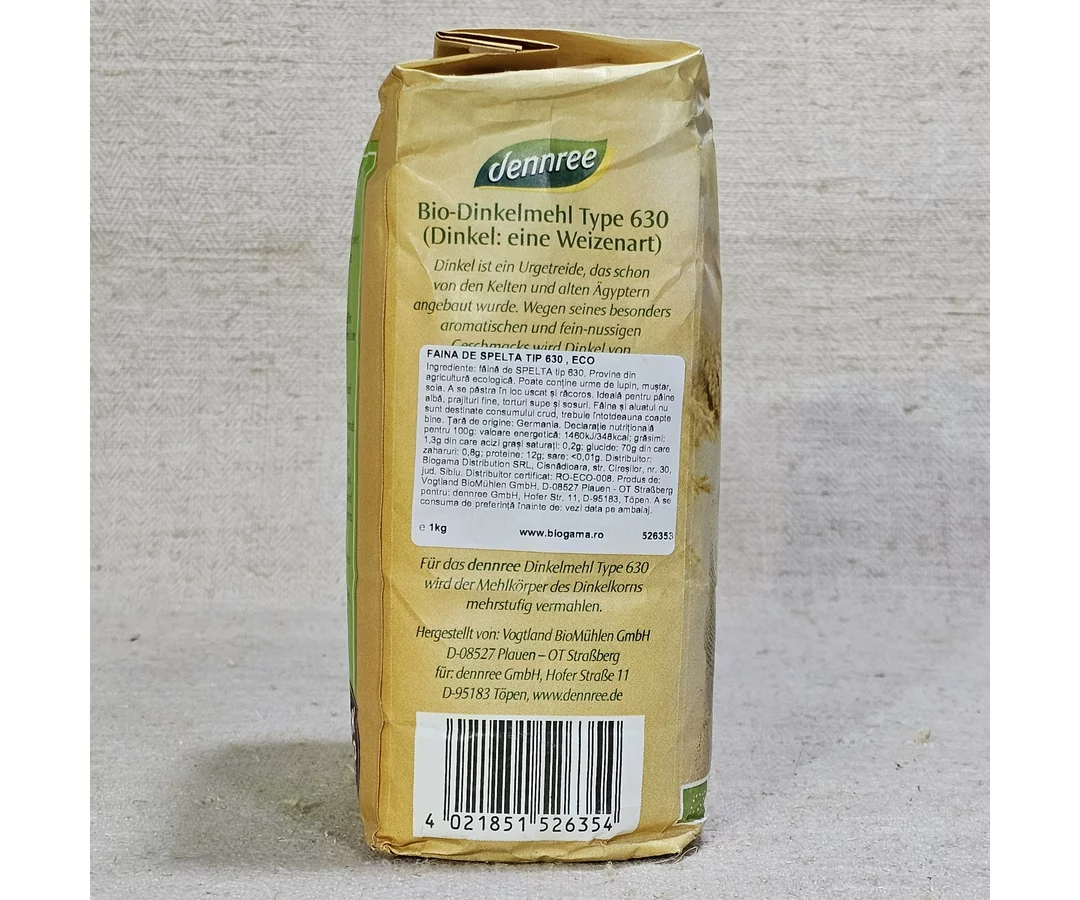 dennree
Bio-Dinkelmehl Type 630
(Dinkel: eine Weizenart)
Dinkel ist ein Urgetreide, das schon
von den Kelten und alten Ägyptern
angebaut wurde. Wegen seines besonders
aromatischen und fein-nussigen
Geschmacks wird Dinkel von
FAINA DE SPELTA TIP 630 , ECO
Ingrediente: făină de SPELTA tip 630. Provine din
agricultură ecologică. Poate conține urme de lupin, muștar,
soia. A se păstra în loc uscat și răcoros. Ideală pentru pâine
albă, prajituri fine, torturi supe și sosuri. Făina și aluatul nu
sunt destinate consumului crud, trebuie întotdeauna coapte
bine. Țară de origine: Germania. Declarație nutrițională
pentru 100g: valoare energetică: 1460kJ/348kcal; grăsimi:
1,3g din care acizi grași saturați: 0,2g; glucide: 70g din care
zaharuri: 0,8g; proteine: 12g; sare: <0,01g. Distribuitor:
Biogama Distribution SRL, Cisnădioara, str. Cireșilor, nr. 30,
jud. Sibiu. Distribuitor certificat: RO-ECO-008. Produs de:
Vogtland BioMühlen GmbH, D-08527 Plauen - OT Straßberg
pentru: dennree GmbH, Hofer Str. 11, D-95183, Töpen. A se
consuma de preferință înainte de: vezi data pe ambalaj.
e 1kg www.biogama.ro 526353
Für das dennree Dinkelmehl Type 630
wird der Mehlkörper des Dinkelkorns
mehrstufig vermahlen.
Hergestellt von: Vogtland BioMühlen GmbH
D-08527 Plauen – OT Straßberg
für: dennree GmbH, Hofer Straße 11
D-95183 Töpen, www.dennree.de
4 021851 526354